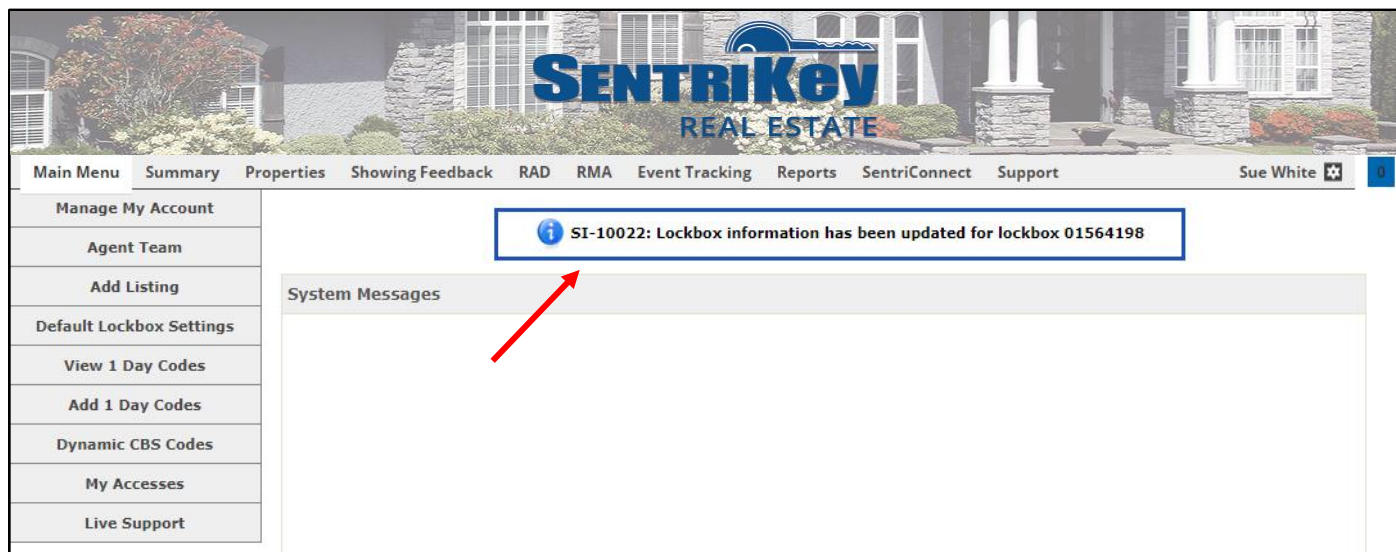 SENTRIKEY
REAL ESTATE
Main Menu Summary Properties Showing Feedback RAD RMA Event Tracking Reports SentriConnect Support Sue White 0
Manage My Account
SI-10022: Lockbox information has been updated for lockbox 01564198
Agent Team
Add Listing
System Messages
Default Lockbox Settings
View 1 Day Codes
Add 1 Day Codes
Dynamic CBS Codes
My Accesses
Live Support